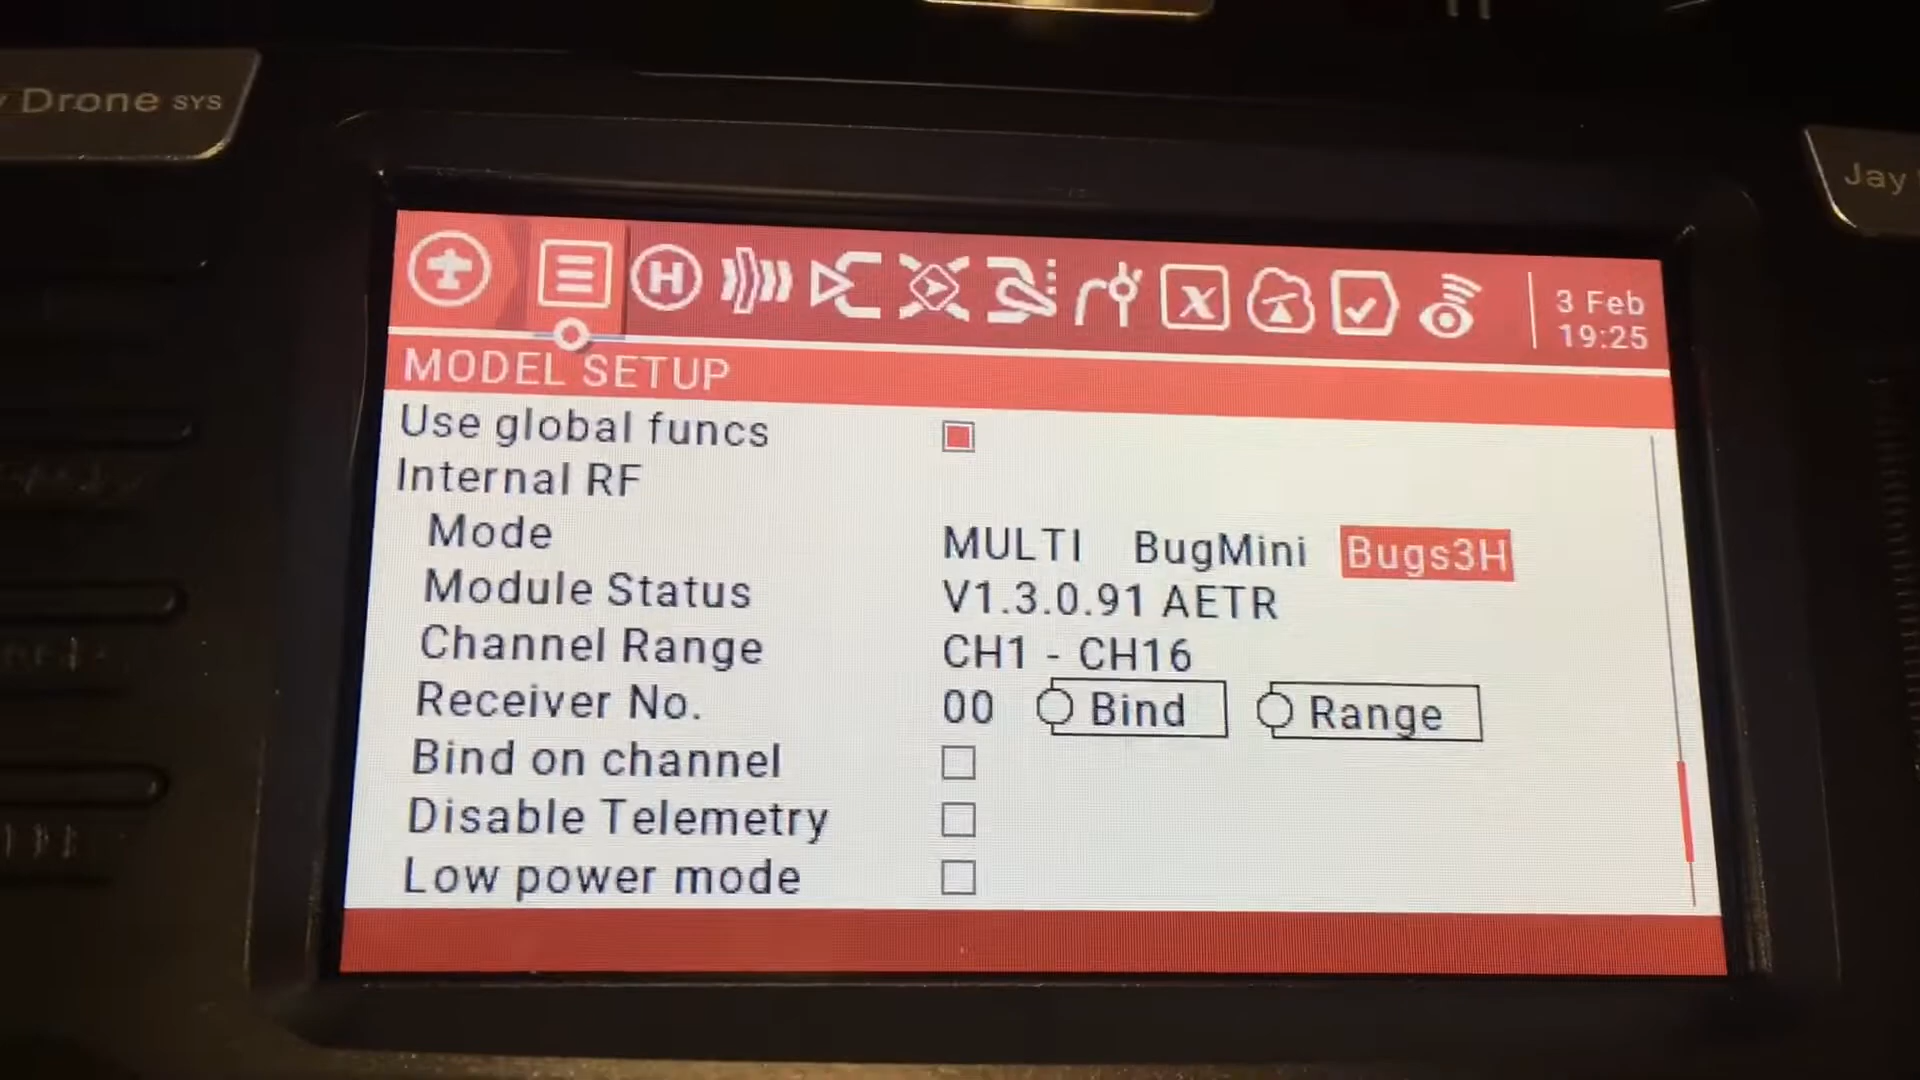 Drone SYS
Jay
3 Feb
19:25
MODEL SETUP
Use global funcs
Internal RF
Mode MULTI BugMini Bugs3H
Module Status V1.3.0.91 AETR
Channel Range CH1 - CH16
Receiver No. 00 Bind Range
Bind on channel
Disable Telemetry
Low power mode